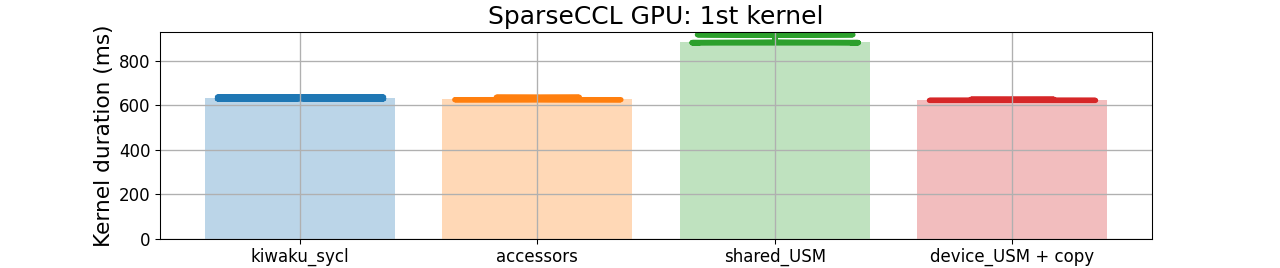 SparseCCL GPU: 1st kernel
Kernel duration (ms)
800
600
400
200
0
kiwaku_sycl
accessors
shared_USM
device_USM + copy